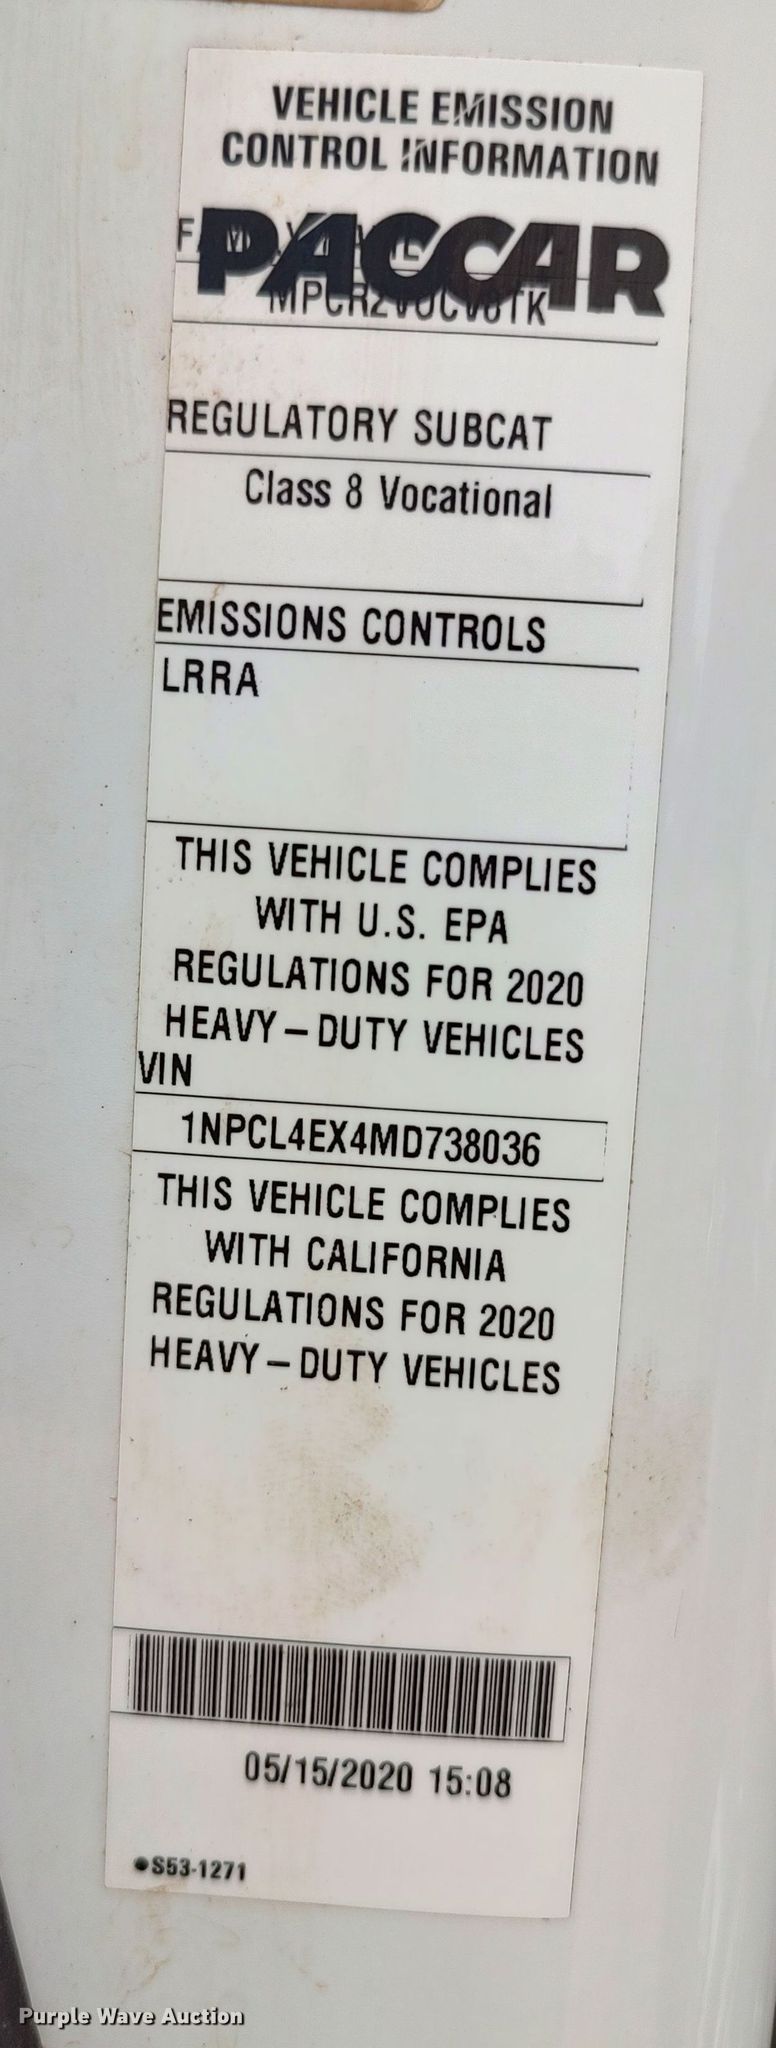 VEHICLE EMISSION
CONTROL INFORMATION
PACCAR
REGULATORY SUBCAT
Class 8 Vocational
EMISSIONS CONTROLS
LRRA
THIS VEHICLE COMPLIES
WITH U.S. EPA
REGULATIONS FOR 2020
HEAVY-DUTY VEHICLES
VIN
1NPCL4EX4MD738036
THIS VEHICLE COMPLIES
WITH CALIFORNIA
REGULATIONS FOR 2020
HEAVY-DUTY VEHICLES
05/15/2020 15:08
●S53-1271
Purple Wave Auction